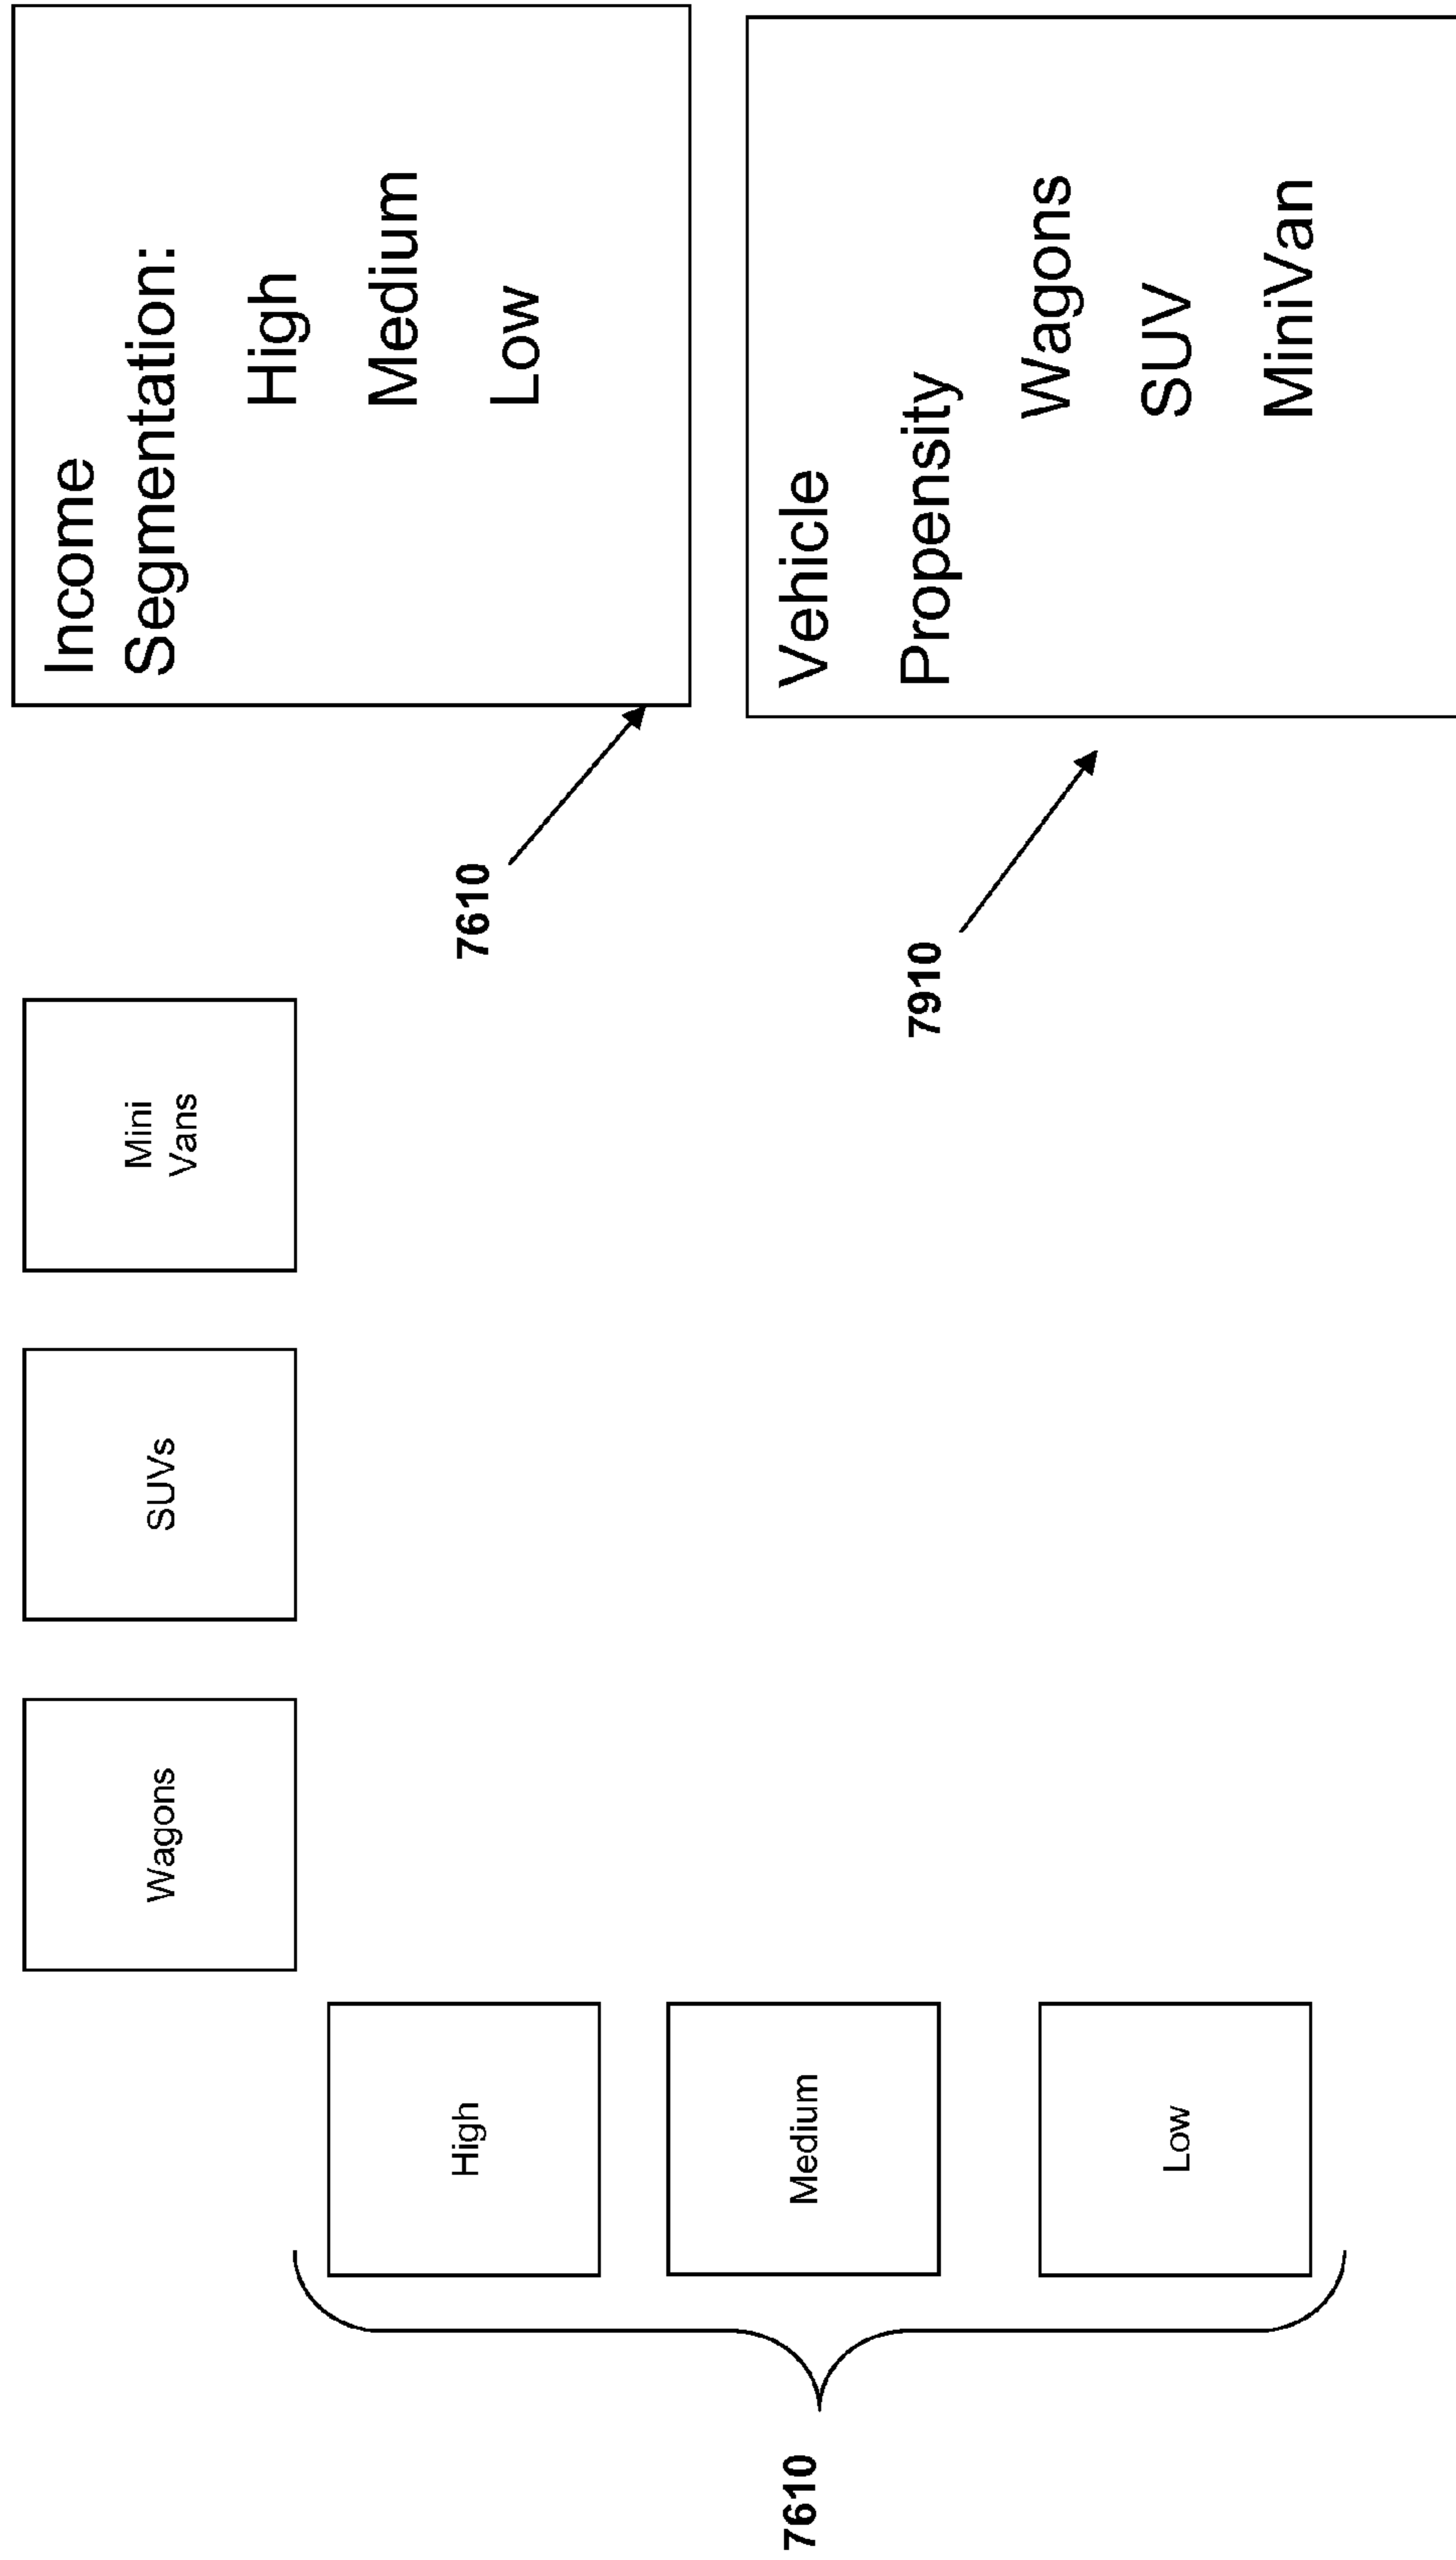 Wagons
SUVs
Mini
Vans
7610
High
Medium
Low
7610
Income
Segmentation:
High
Medium
Low
7910
Vehicle
Propensity
Wagons
SUV
MiniVan